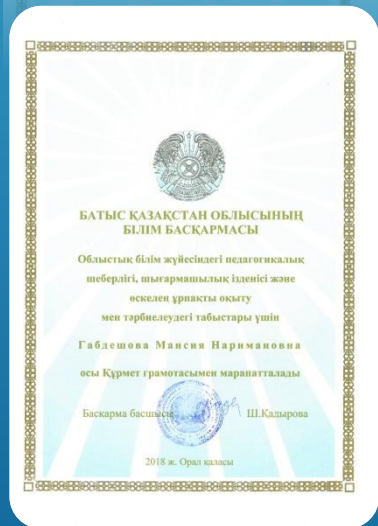 БАТЫС ҚАЗАҚСТАН ОБЛЫСЫНЫҢ
БІЛІМ БАСҚАРМАСЫ
Облыстық білім жүйесіндегі педагогикалық
шеберлігі, шығармашылық ізденісі және
өскелең ұрпақты оқыту
мен тәрбиелеудегі табыстары үшін
Габдешова Мансия Наримановна
осы Құрмет грамотасымен марапатталады
Басқарма басшысы Ш.Қадырова
2018 ж. Орал қаласы